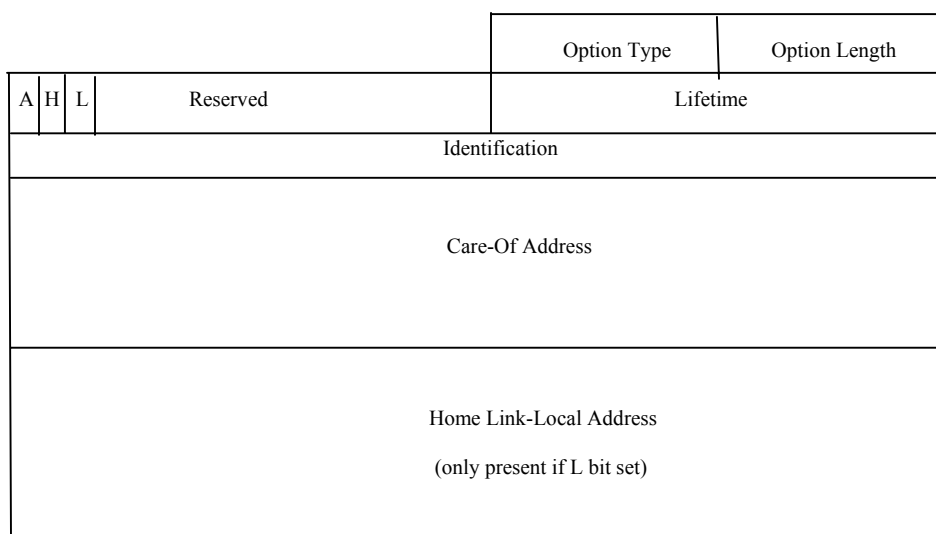 Option Type Option Length
A H L Reserved Lifetime
Identification
Care-Of Address
Home Link-Local Address
(only present if L bit set)